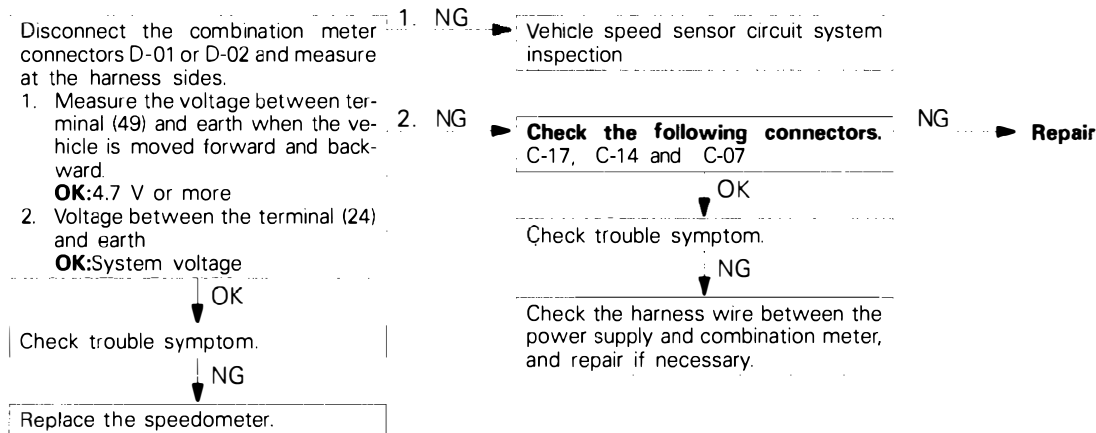 Disconnect the combination meter
connectors D-01 or D-02 and measure
at the harness sides.
1. Measure the voltage between ter-
minal (49) and earth when the ve-
hicle is moved forward and back-
ward.
OK:4.7 V or more
2. Voltage between the terminal (24)
and earth
OK:System voltage
OK
Check trouble symptom.
NG
Replace the speedometer.
1. NG
Vehicle speed sensor circuit system
inspection
2. NG
Check the following connectors.
C-17, C-14 and C-07
NG
Repair
OK
Check trouble symptom.
NG
Check the harness wire between the
power supply and combination meter,
and repair if necessary.